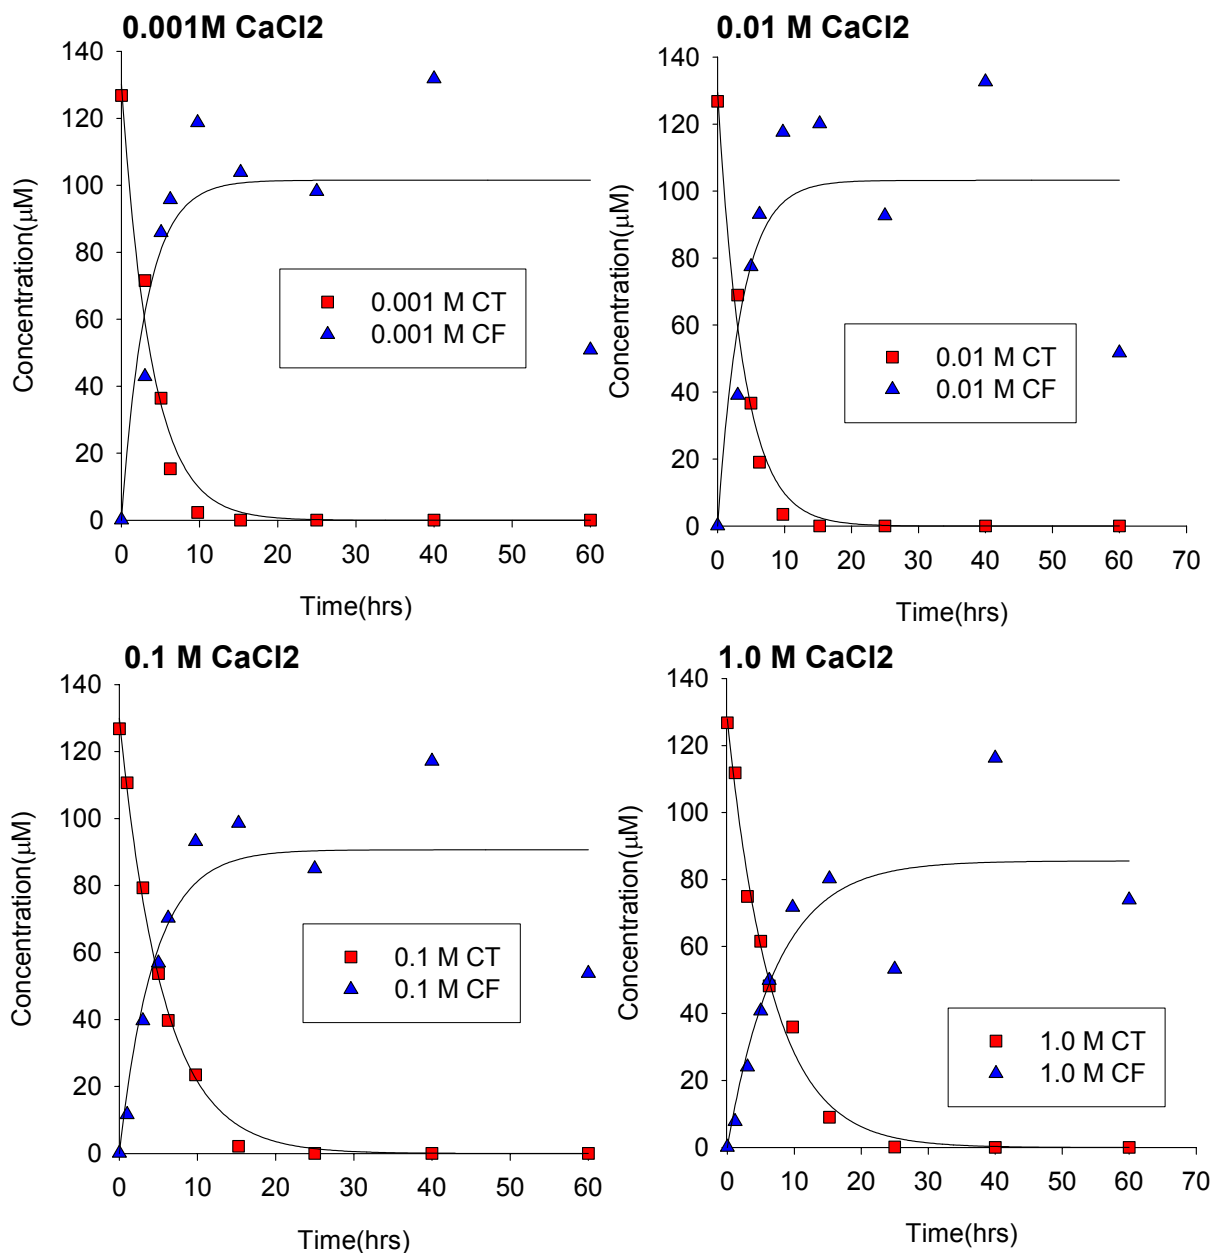 0.001M CaCl2
140
120
100
80
60
40
20
0
Concentration(μM)
0.001 M CT
0.001 M CF
0 10 20 30 40 50 60
Time(hrs)
0.01 M CaCl2
140
120
100
80
60
40
20
0
Concentration(μM)
0.01 M CT
0.01 M CF
0 10 20 30 40 50 60 70
Time(hrs)
0.1 M CaCl2
140
120
100
80
60
40
20
0
Concentration(μM)
0.1 M CT
0.1 M CF
0 10 20 30 40 50 60
Time(hrs)
1.0 M CaCl2
140
120
100
80
60
40
20
0
Concentration(μM)
1.0 M CT
1.0 M CF
0 10 20 30 40 50 60 70
Time(hrs)